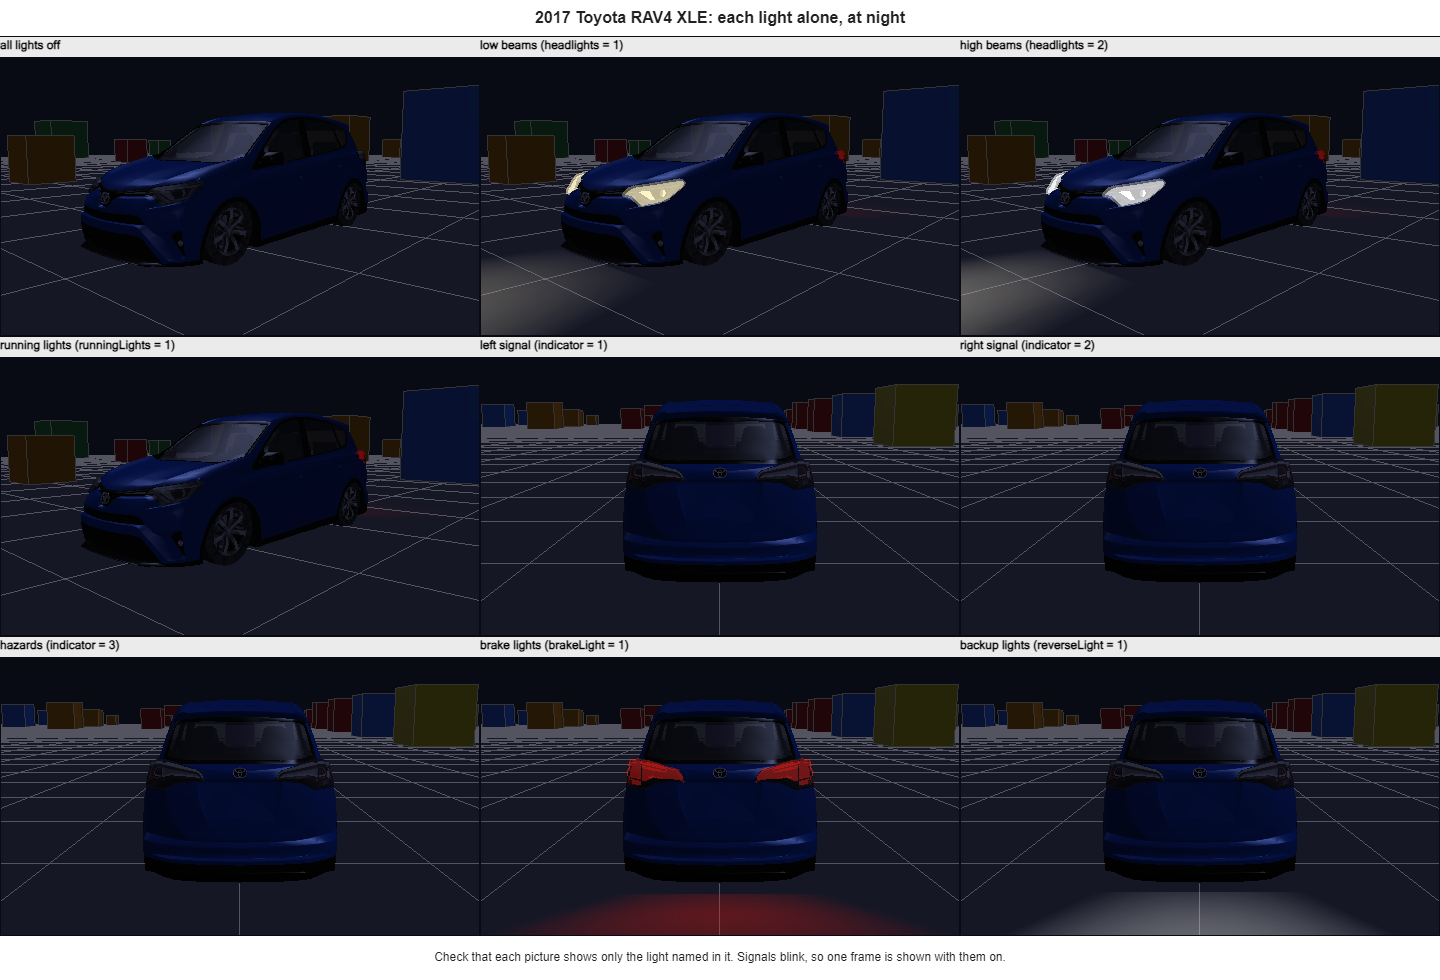 2017 Toyota RAV4 XLE: each light alone, at night
all lights off
low beams (headlights = 1)
high beams (headlights = 2)
running lights (runningLights = 1)
left signal (indicator = 1)
right signal (indicator = 2)
hazards (indicator = 3)
brake lights (brakeLight = 1)
backup lights (reverseLight = 1)
Check that each picture shows only the light named in it. Signals blink, so one frame is shown with them on.